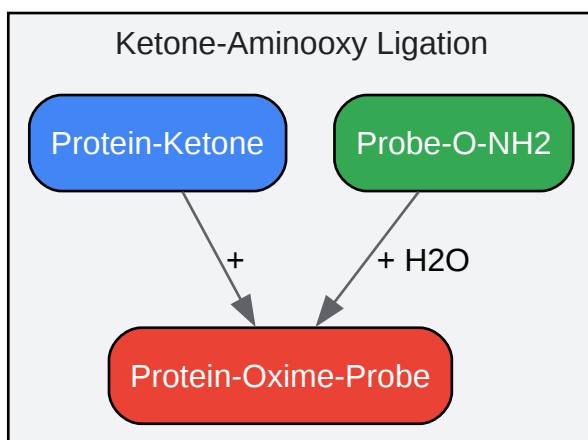 Ketone-Aminooxy Ligation
Protein-Ketone
Probe-O-NH2
+
+ H2O
Protein-Oxime-Probe